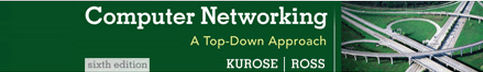 Computer Networking
A Top-Down Approach
sixth edition KUROSE | ROSS